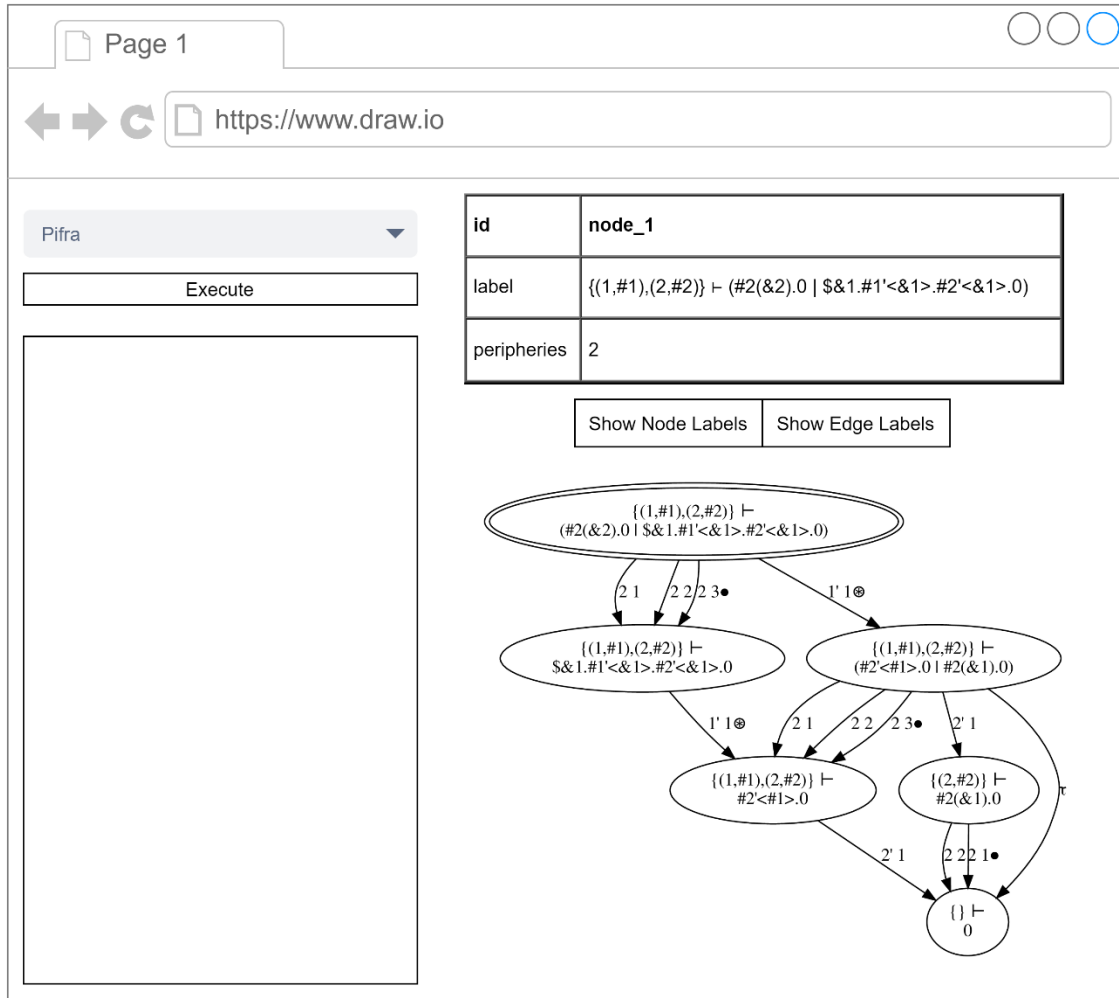 Page 1
https://www.draw.io
Pifra
Execute
id node_1
label {(1,#1),(2,#2)} ⊢ (#2(&2).0 | $&1.#1'<&1>.#2'<&1>.0)
peripheries 2
Show Node Labels Show Edge Labels
{(1,#1),(2,#2)} ⊢
(#2(&2).0 | $&1.#1'<&1>.#2'<&1>.0)
2 1 2 2 2 3● 1' 1⊛
{(1,#1),(2,#2)} ⊢
$&1.#1'<&1>.#2'<&1>.0
{(1,#1),(2,#2)} ⊢
(#2'<#1>.0 | #2(&1).0)
1' 1⊛ 2 1 2 2 2 3● 2' 1
{(1,#1),(2,#2)} ⊢
#2'<#1>.0
{(2,#2)} ⊢
#2(&1).0
τ
2' 1 2 2 2 1●
{} ⊢
0